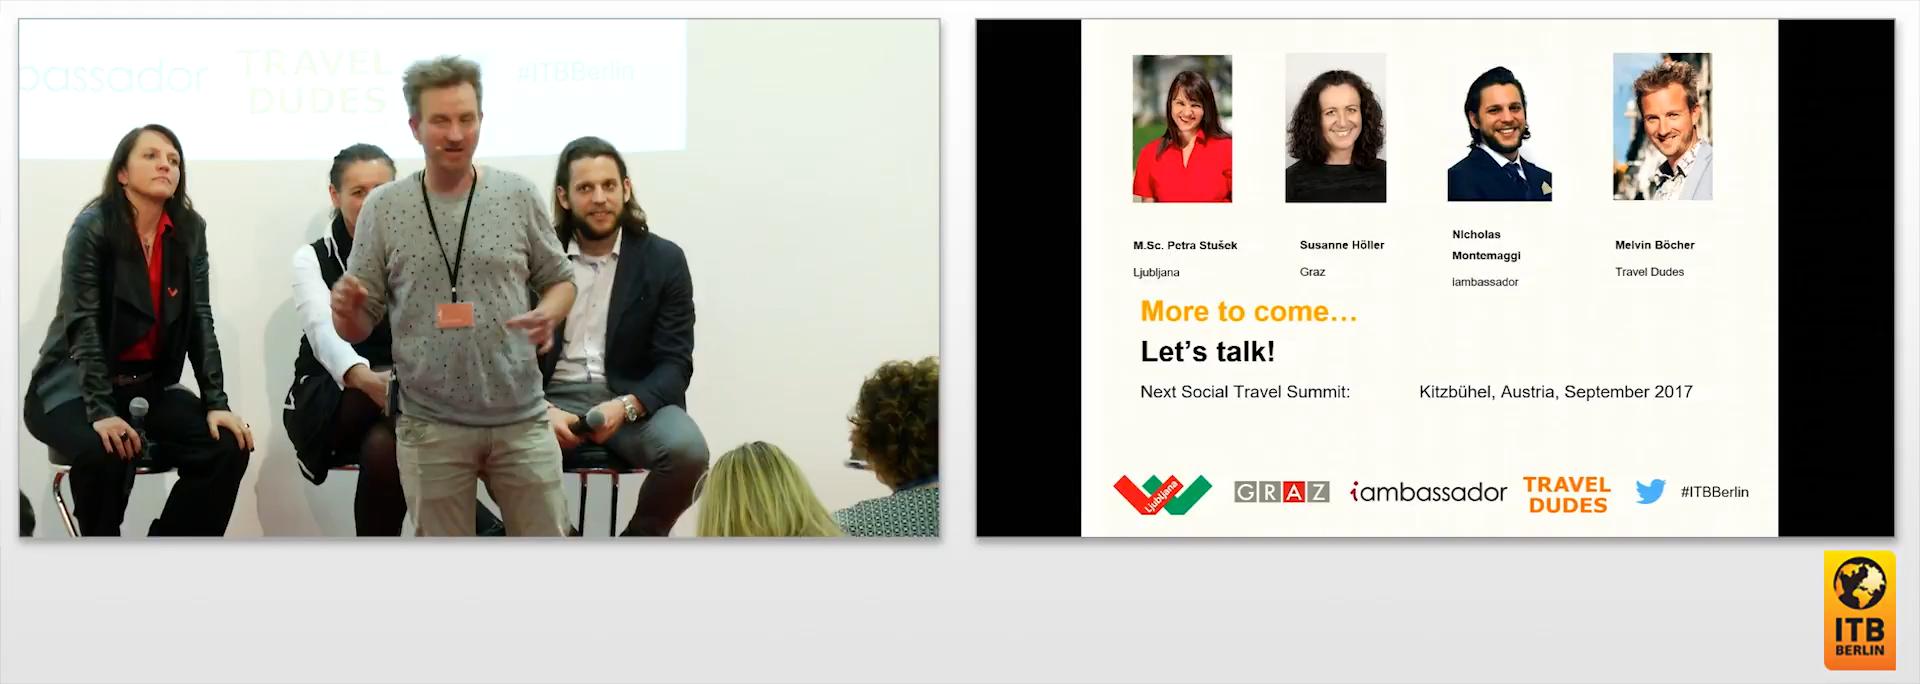 bassador
TRAVEL
DUDES
#ITBBerlin
M.Sc. Petra Stušek
Ljubljana
Susanne Höller
Graz
Nicholas
Montemaggi
iambassador
Melvin Böcher
Travel Dudes
More to come…
Let's talk!
Next Social Travel Summit: Kitzbühel, Austria, September 2017
Ljubljana
GRAZ
iambassador
TRAVEL
DUDES
#ITBBerlin
ITB
BERLIN